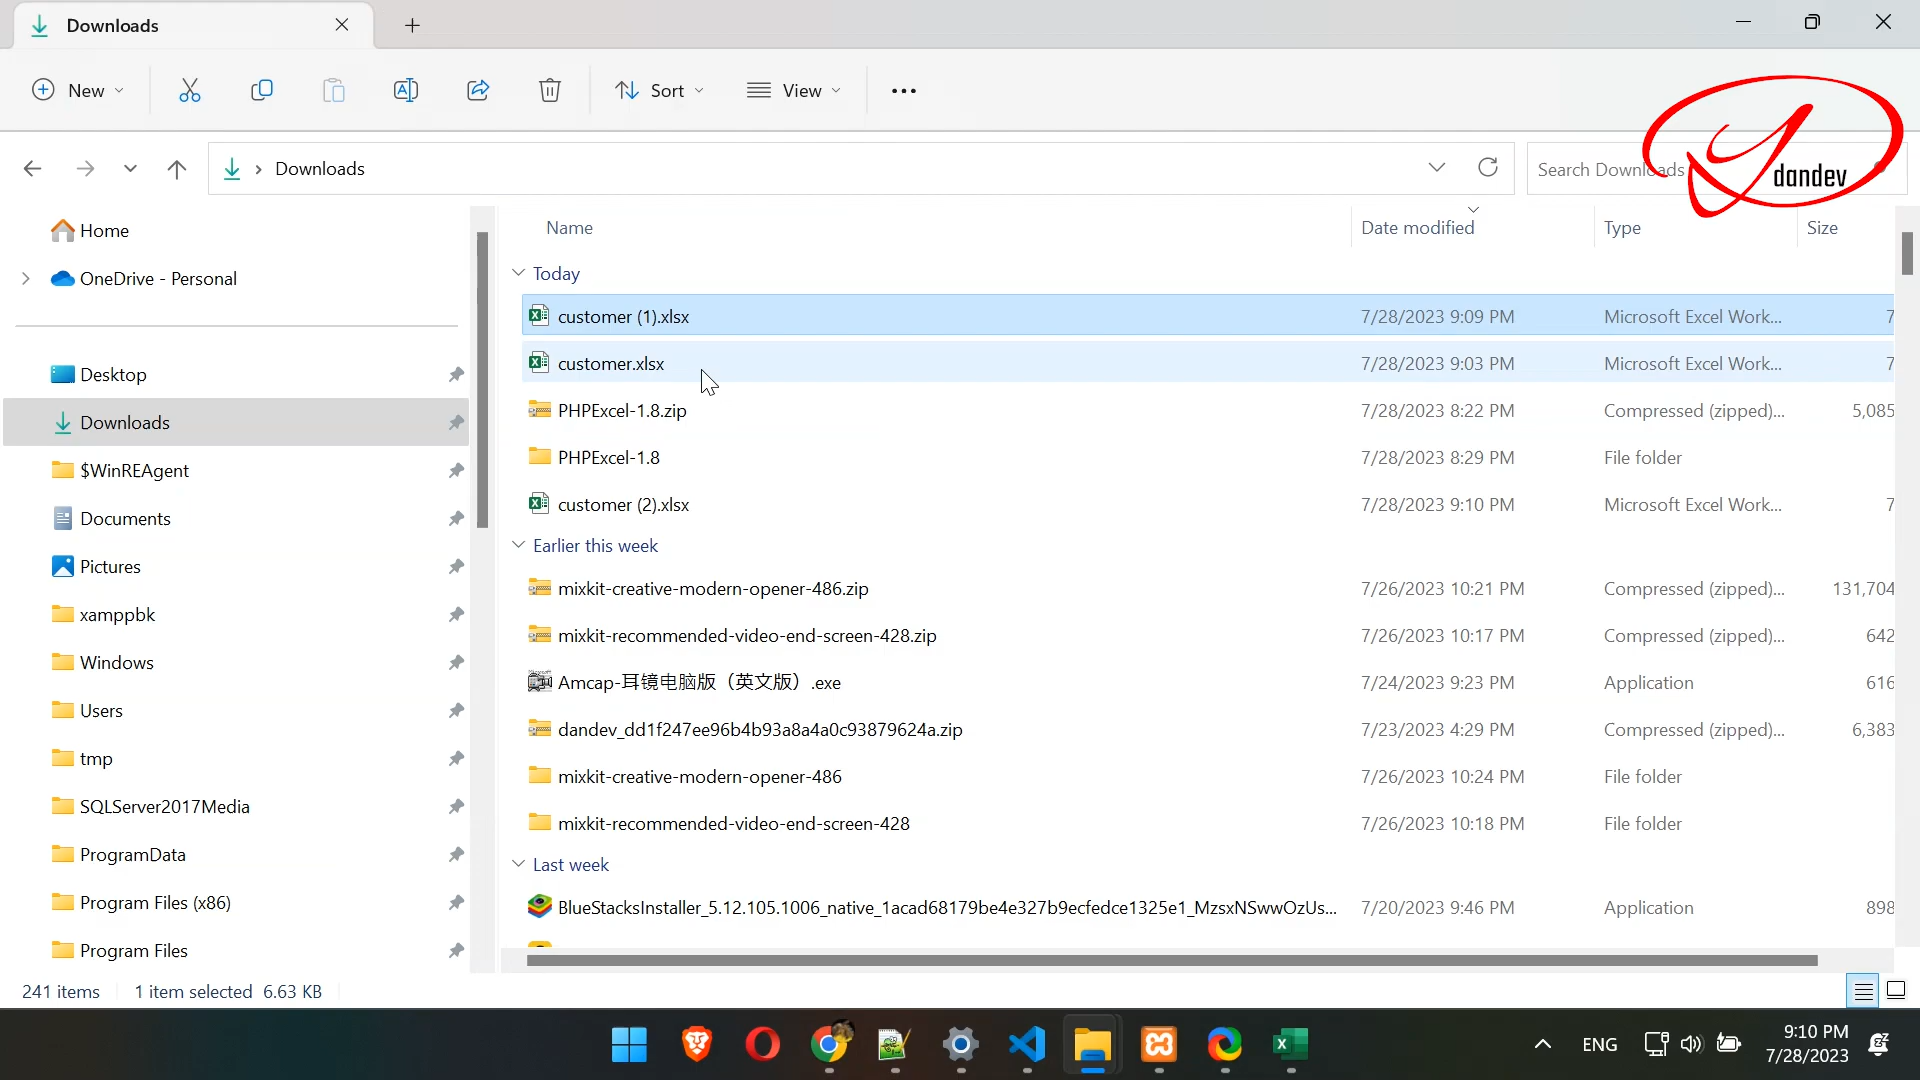 Downloads
New
Sort
View
Downloads
Search Downloads
dandev
Home
OneDrive - Personal
Desktop
Downloads
$WinREAgent
Documents
Pictures
xamppbk
Windows
Users
tmp
SQLServer2017Media
ProgramData
Program Files (x86)
Program Files
Name Date modified Type Size
Today
customer (1).xlsx 7/28/2023 9:09 PM Microsoft Excel Work... 7
customer.xlsx 7/28/2023 9:03 PM Microsoft Excel Work... 7
PHPExcel-1.8.zip 7/28/2023 8:22 PM Compressed (zipped)... 5,085
PHPExcel-1.8 7/28/2023 8:29 PM File folder
customer (2).xlsx 7/28/2023 9:10 PM Microsoft Excel Work... 7
Earlier this week
mixkit-creative-modern-opener-486.zip 7/26/2023 10:21 PM Compressed (zipped)... 131,704
mixkit-recommended-video-end-screen-428.zip 7/26/2023 10:17 PM Compressed (zipped)... 642
Amcap-耳镜电脑版（英文版）.exe 7/24/2023 9:23 PM Application 616
dandev_dd1f247ee96b4b93a8a4a0c93879624a.zip 7/23/2023 4:29 PM Compressed (zipped)... 6,383
mixkit-creative-modern-opener-486 7/26/2023 10:24 PM File folder
mixkit-recommended-video-end-screen-428 7/26/2023 10:18 PM File folder
Last week
BlueStacksInstaller_5.12.105.1006_native_1acad68179be4e327b9ecfedce1325e1_MzsxNSwwOzUs... 7/20/2023 9:46 PM Application 898
241 items 1 item selected 6.63 KB
ENG
9:10 PM
7/28/2023